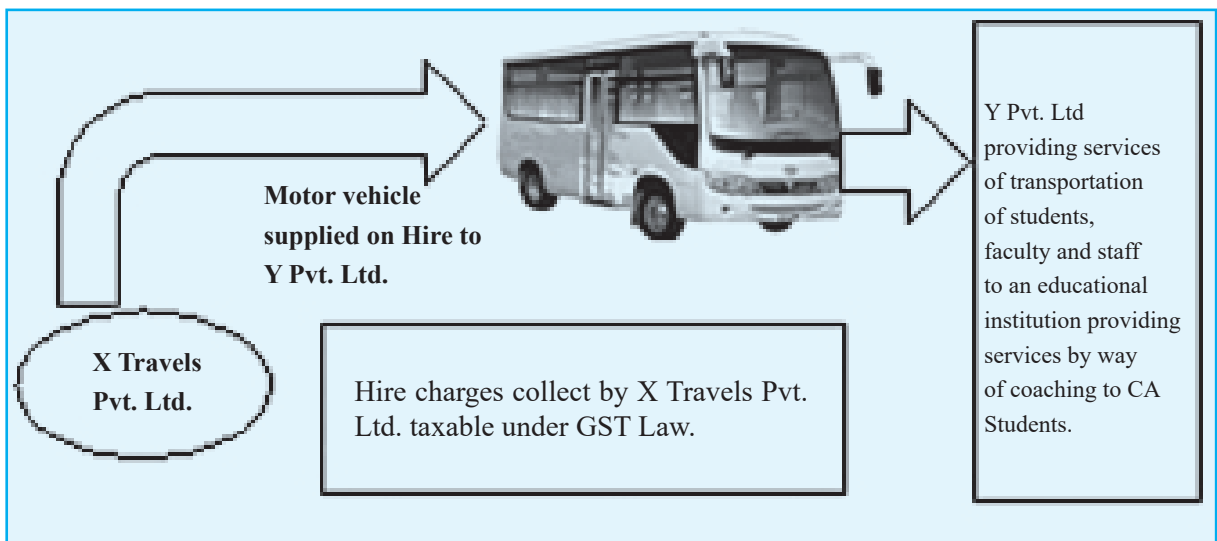 Motor vehicle
supplied on Hire to
Y Pvt. Ltd.
X Travels
Pvt. Ltd.
Hire charges collect by X Travels Pvt.
Ltd. taxable under GST Law.
Y Pvt. Ltd
providing services
of transportation
of students,
faculty and staff
to an educational
institution providing
services by way
of coaching to CA
Students.